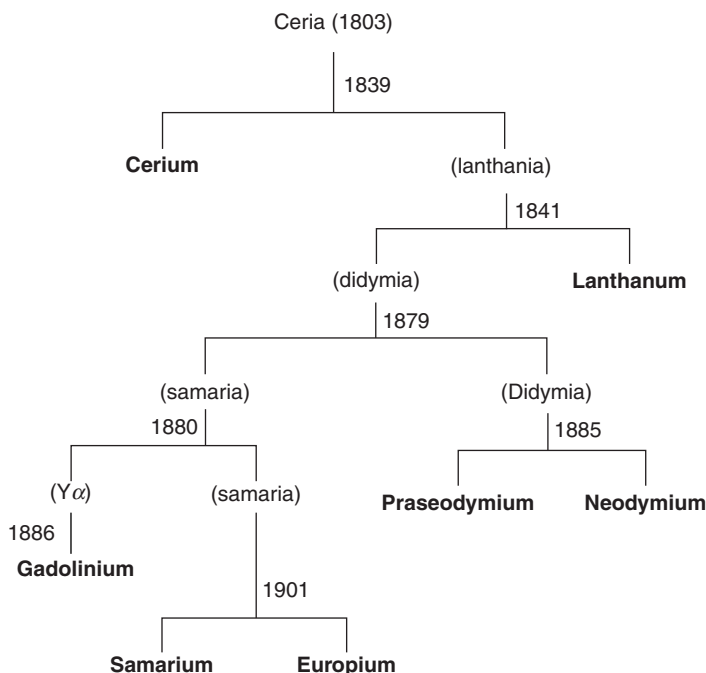 Ceria (1803)
1839
Cerium
(lanthania)
1841
(didymia)
Lanthanum
1879
(samaria)
(Didymia)
1880
1885
(Yα)
(samaria)
Praseodymium
Neodymium
1886
Gadolinium
1901
Samarium
Europium